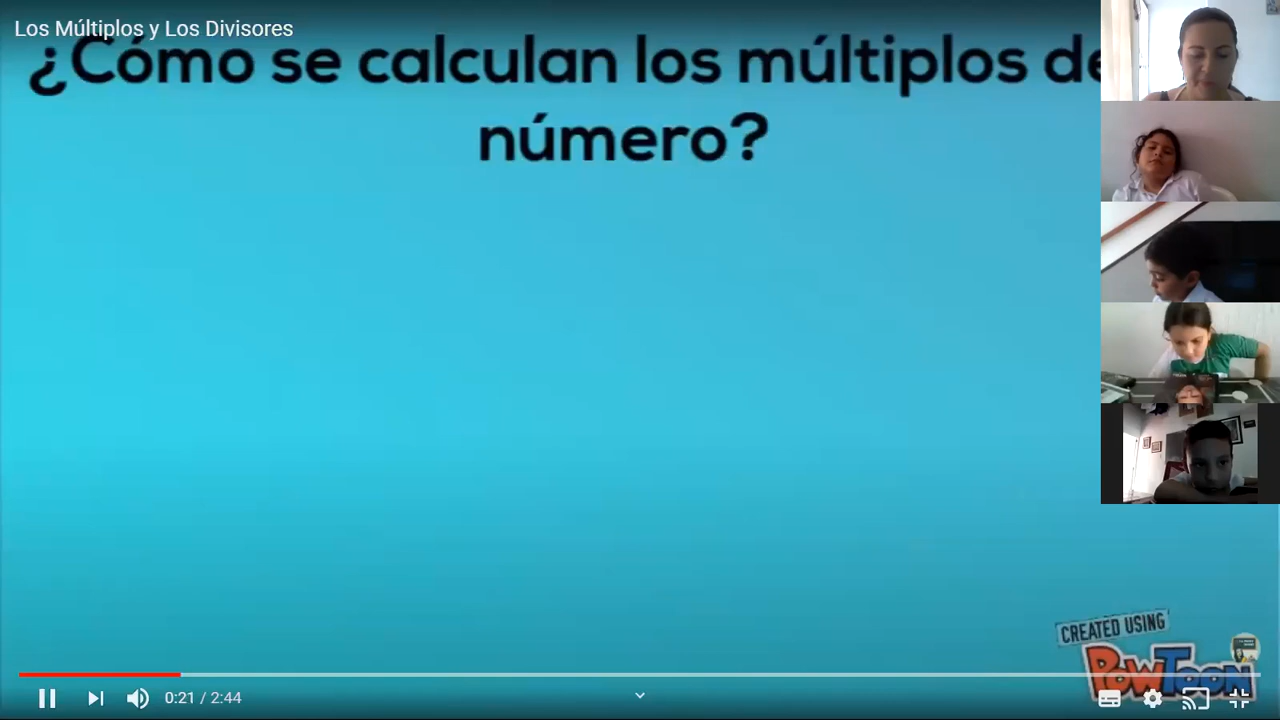 Los Múltiplos y Los Divisores
¿Cómo se calculan los múltiplos de
número?
CREATED USING
POWTOON
0:21 / 2:44